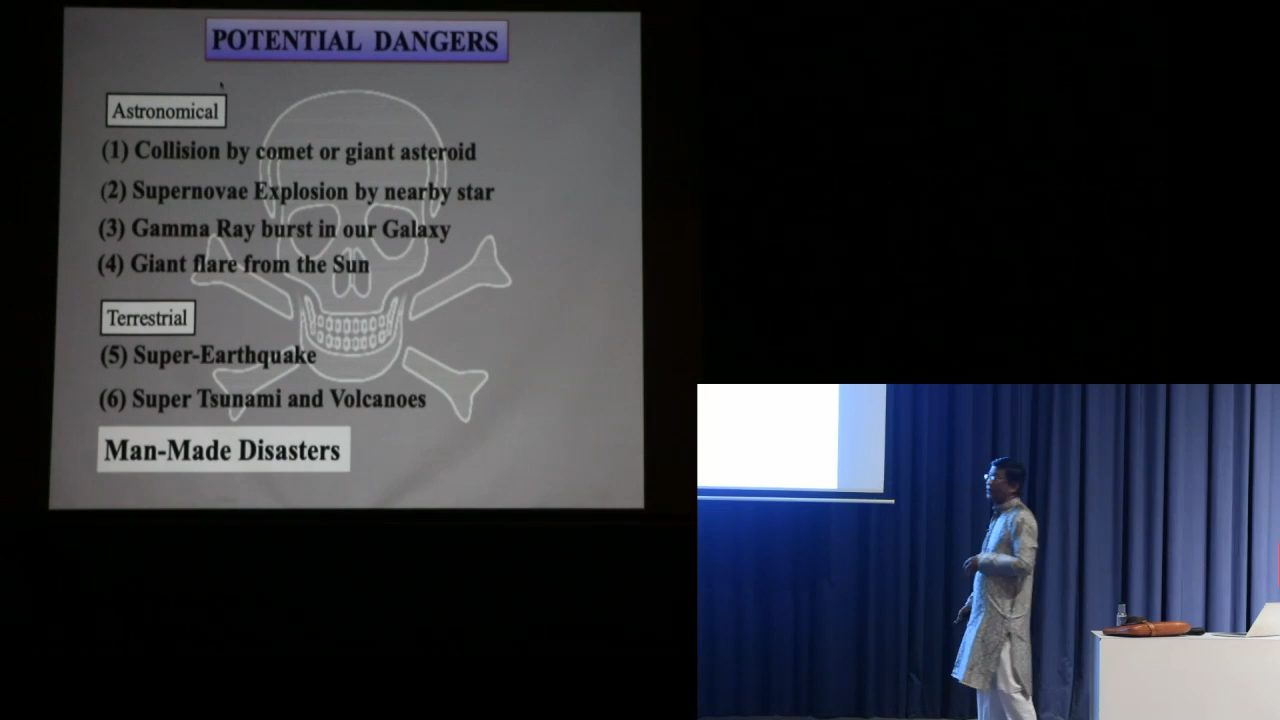 POTENTIAL DANGERS
Astronomical
(1) Collision by comet or giant asteroid
(2) Supernovae Explosion by nearby star
(3) Gamma Ray burst in our Galaxy
(4) Giant flare from the Sun
Terrestrial
(5) Super-Earthquake
(6) Super Tsunami and Volcanoes
Man-Made Disasters